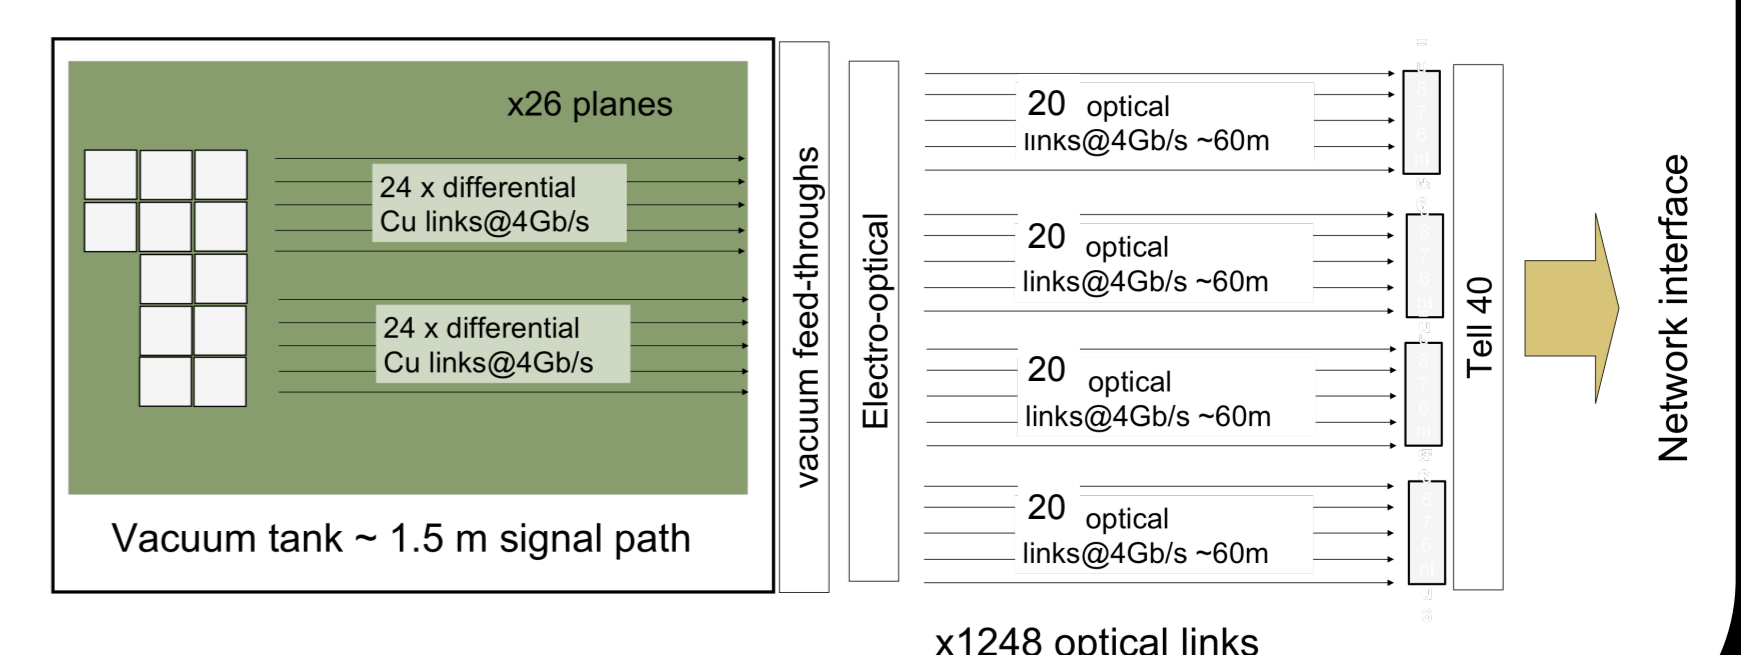 x26 planes
24 x differential
Cu links@4Gb/s
24 x differential
Cu links@4Gb/s
Vacuum tank ~ 1.5 m signal path
vacuum feed-throughs
Electro-optical
20 optical
links@4Gb/s ~60m
20 optical
links@4Gb/s ~60m
20 optical
links@4Gb/s ~60m
20 optical
links@4Gb/s ~60m
x1248 optical links
Tell 40
Network interface